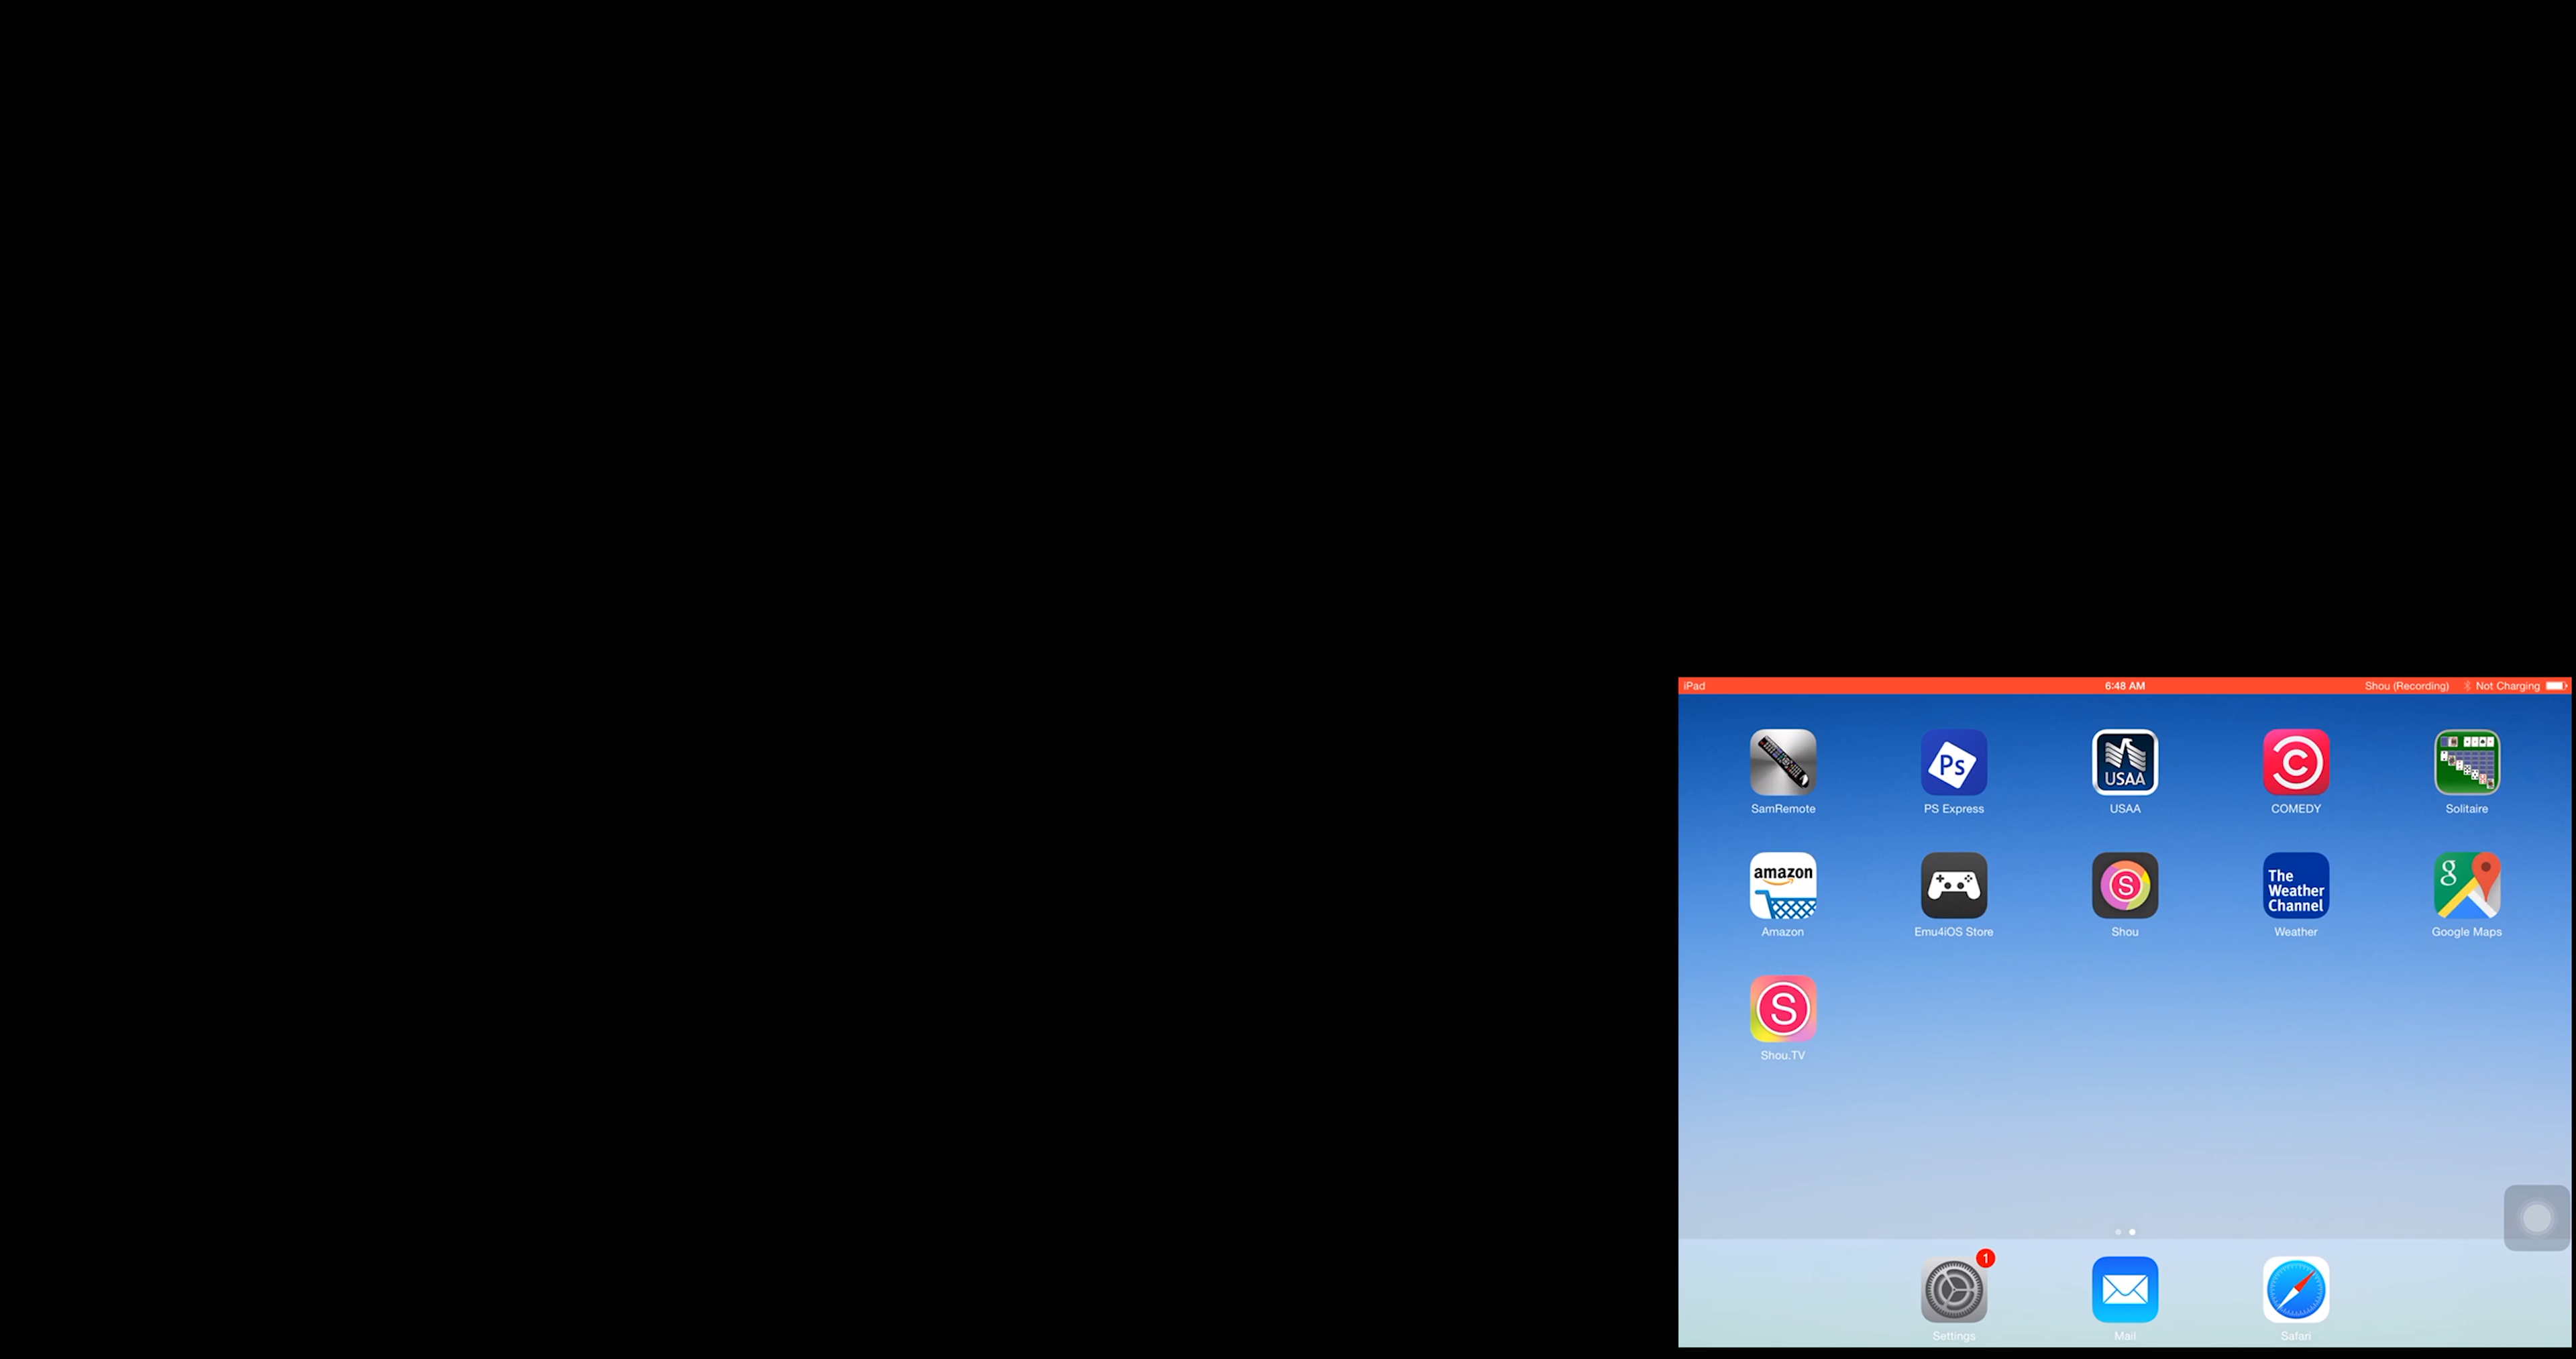 iPad 6:48 AM Shou (Recording) Not Charging
Ps USAA
SamRemote PS Express USAA COMEDY Solitaire
amazon S The Weather Channel g
Amazon Emu4iOS Store Shou Weather Google Maps
S
Shou.TV
1
Settings Mail Safari